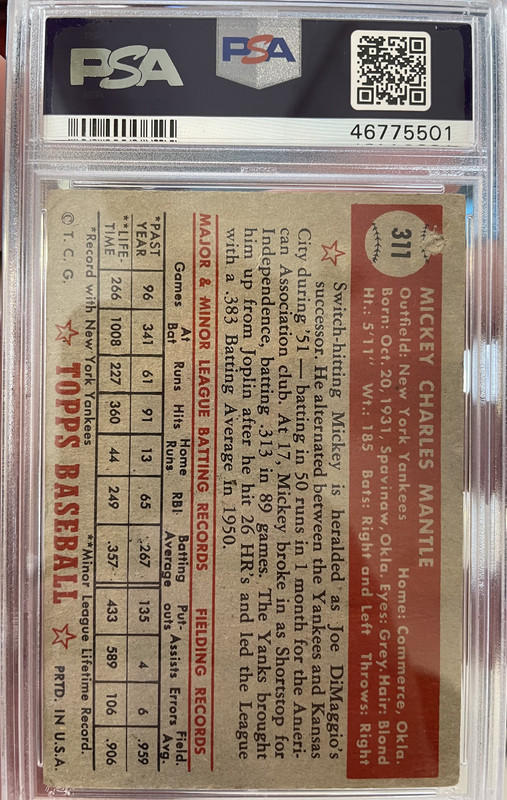 PSA
PSA
46775501
311
MICKEY CHARLES MANTLE
Outfield: New York Yankees Home: Commerce, Okla.
Born: Oct. 20, 1931, Spavinaw, Okla. Eyes: Grey. Hair: Blond
Ht.: 5'11" Wt.: 185 Bats: Right and Left Throws: Right
Switch-hitting Mickey is heralded as Joe DiMaggio's
successor. He alternated between the Yankees and Kansas
City during '51 — batting in 50 runs in 1 month for the Ameri-
can Association club. At 17, Mickey broke in as Shortstop for
Independence, batting .313 in 89 games. The Yanks brought
him up from Joplin after he hit 26 HR's and led the League
with a .383 Batting Average in 1950.
MAJOR & MINOR LEAGUE BATTING RECORDS FIELDING RECORDS
Games At Bat Runs Hits Home Runs RBI: Batting Average Put-outs Assists Errors Field. Avg.
*PAST YEAR 96 341 61 91 13 65 .267 135 4 6 .959
**LIFE-TIME 266 1008 227 360 44 249 .357 433 589 106 .906
*Record with New York Yankees **Minor League Lifetime Record.
© T. C. G. TOPPS BASEBALL PRTD. IN U.S.A.